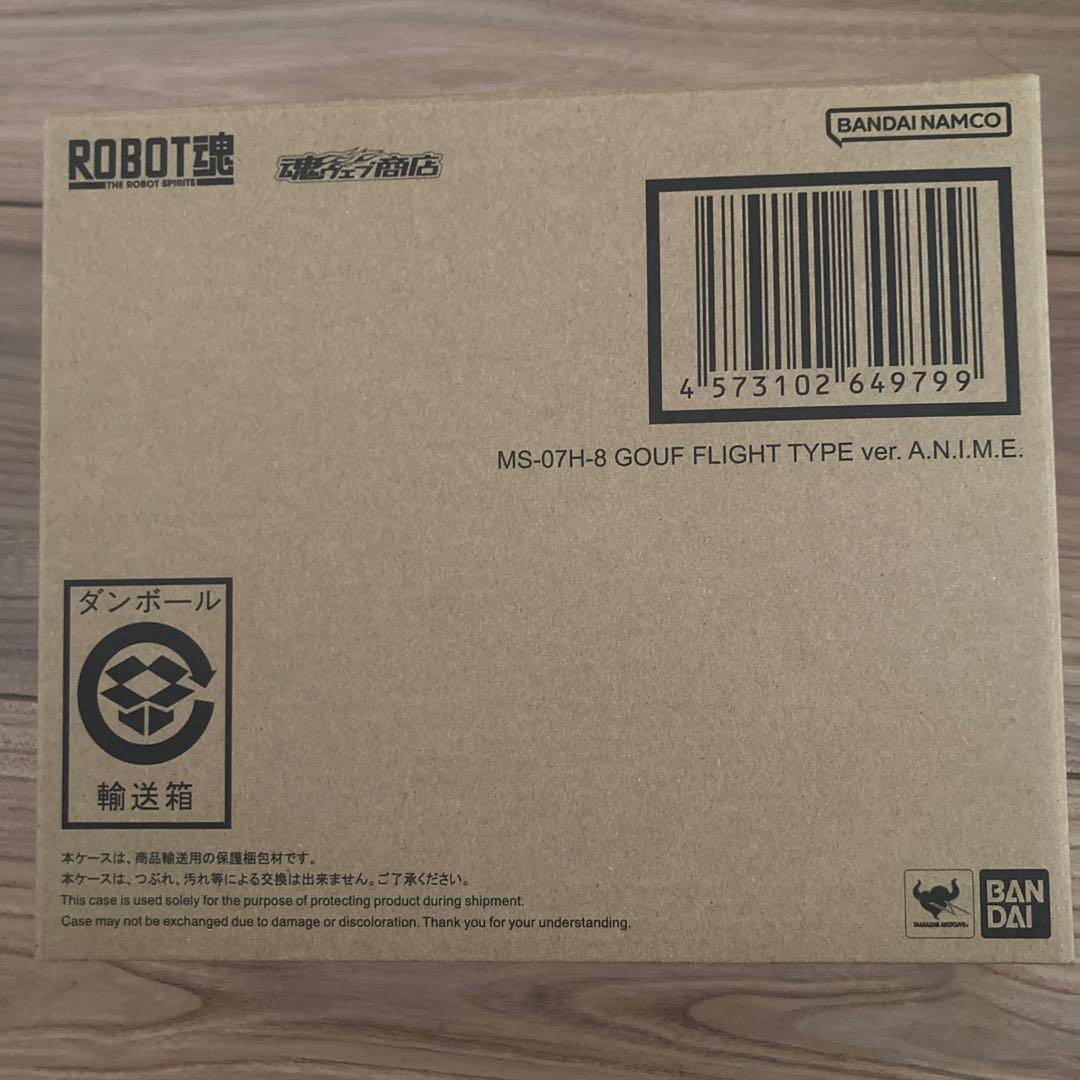 ROBOT魂
THE ROBOT SPIRITS
魂ウェブ商店
BANDAI NAMCO
4 573102 649799
MS-07H-8 GOUF FLIGHT TYPE ver. A.N.I.M.E.
ダンボール
輸送箱
本ケースは、商品輸送用の保護梱包材です。
本ケースは、つぶれ、汚れ等による交換は出来ません。ご了承ください。
This case is used solely for the purpose of protecting product during shipment.
Case may not be exchanged due to damage or discoloration. Thank you for your understanding.
TAMASHII NATIONS
BAN
DAI